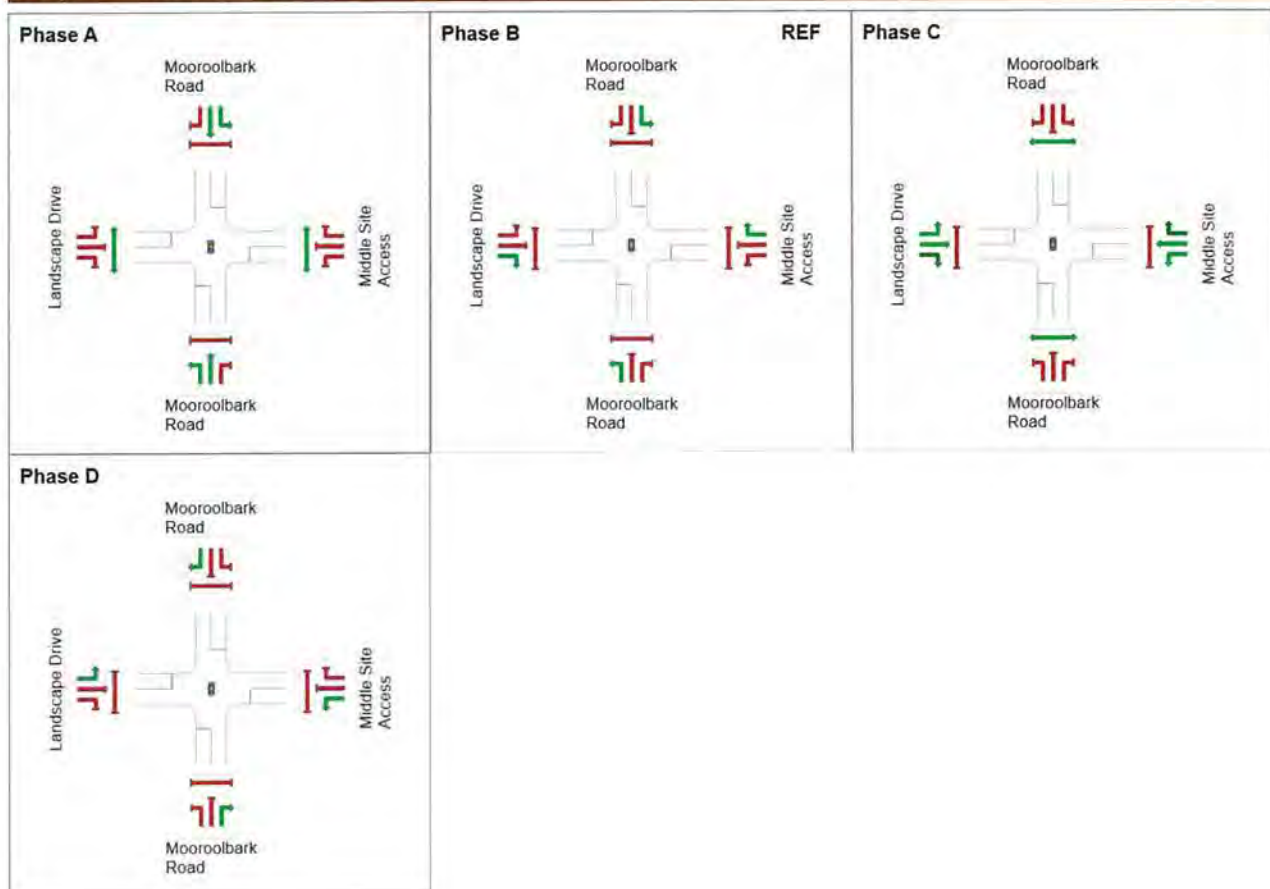 Phase A
Mooroolbark
Road
Landscape Drive
Middle Site
Access
Mooroolbark
Road
Phase B
REF
Mooroolbark
Road
Landscape Drive
Middle Site
Access
Mooroolbark
Road
Phase C
Mooroolbark
Road
Landscape Drive
Middle Site
Access
Mooroolbark
Road
Phase D
Mooroolbark
Road
Landscape Drive
Middle Site
Access
Mooroolbark
Road